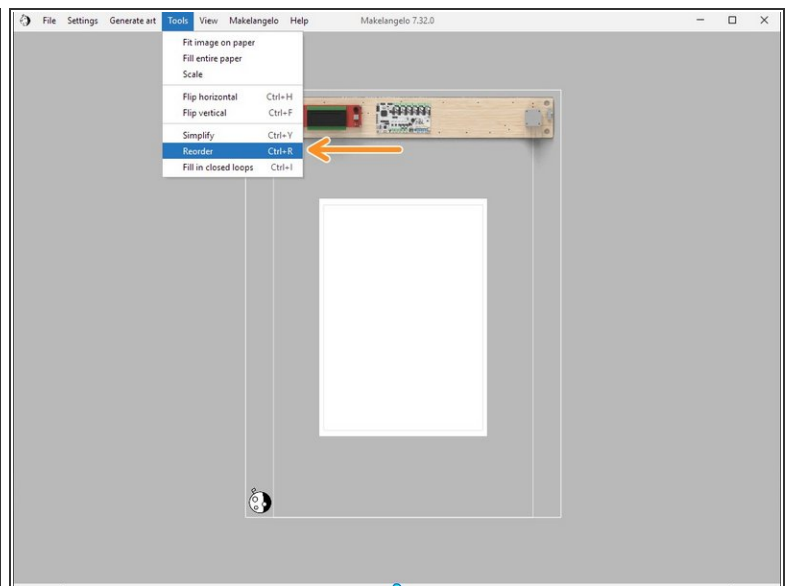 File Settings Generate art Tools View Makelangelo Help Makelangelo 7.32.0
Fit image on paper
Fill entire paper
Scale
Flip horizontal Ctrl+H
Flip vertical Ctrl+F
Simplify Ctrl+Y
Reorder Ctrl+R
Fill in closed loops Ctrl+I